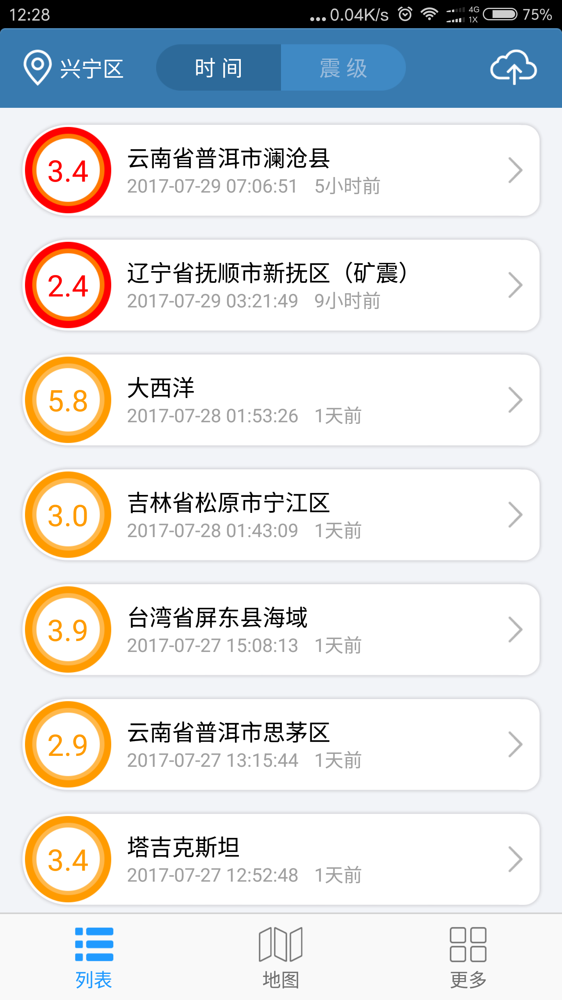 12:28
...0.04K/s 4G 1X 75%
兴宁区 时间 震级
3.4
云南省普洱市澜沧县
2017-07-29 07:06:51 5小时前
2.4
辽宁省抚顺市新抚区（矿震）
2017-07-29 03:21:49 9小时前
5.8
大西洋
2017-07-28 01:53:26 1天前
3.0
吉林省松原市宁江区
2017-07-28 01:43:09 1天前
3.9
台湾省屏东县海域
2017-07-27 15:08:13 1天前
2.9
云南省普洱市思茅区
2017-07-27 13:15:44 1天前
3.4
塔吉克斯坦
2017-07-27 12:52:48 1天前
列表 地图 更多